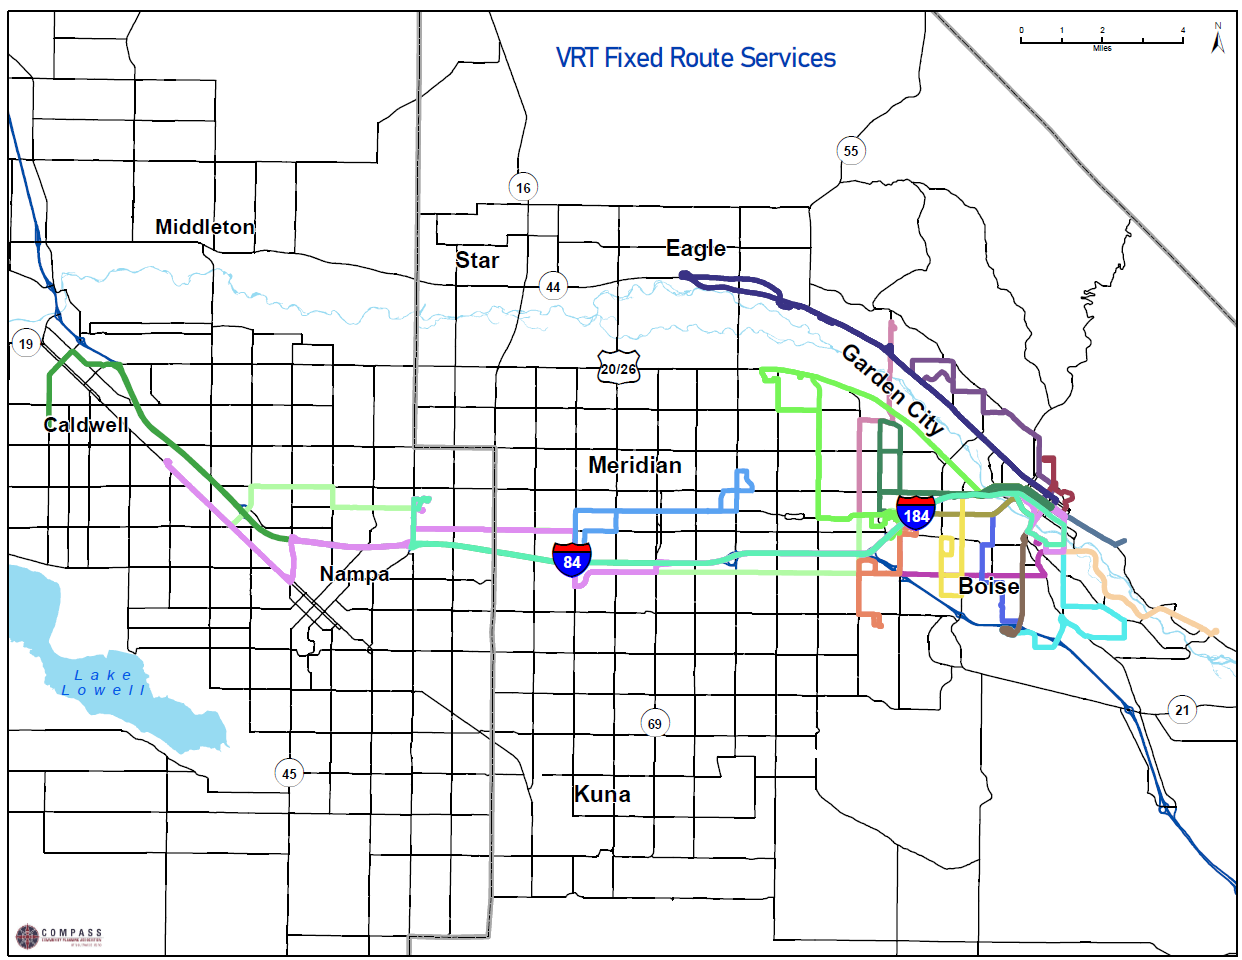 VRT Fixed Route Services
0 1 2 4
Miles
N
55
16
Middleton
Eagle
Star
44
19
20/26
Garden City
Caldwell
Meridian
184
84
Nampa
Boise
Lake
Lowell
21
69
45
Kuna
COMPASS